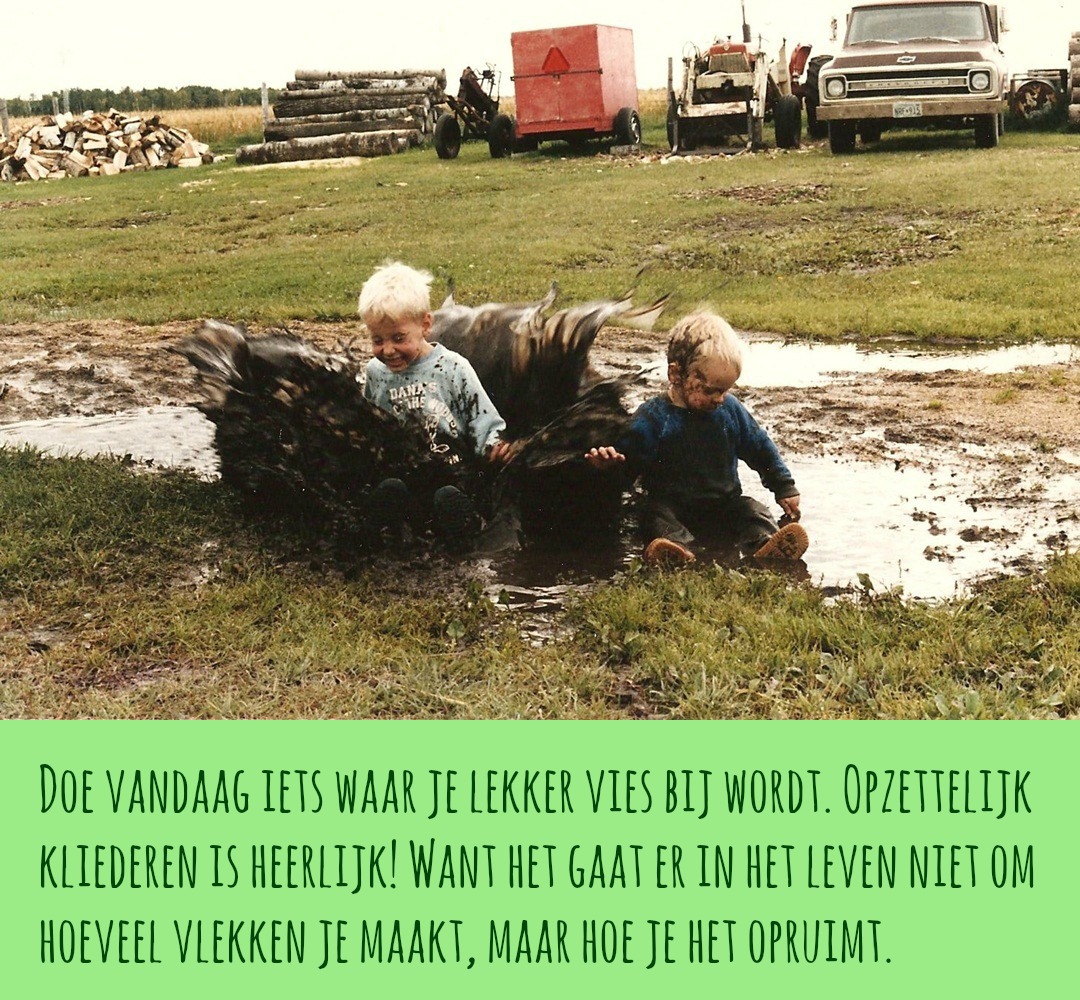 DANA'S
DOE VANDAAG IETS WAAR JE LEKKER VIES BIJ WORDT. OPZETTELIJK
KLIEDEREN IS HEERLIJK! WANT HET GAAT ER IN HET LEVEN NIET OM
HOEVEEL VLEKKEN JE MAAKT, MAAR HOE JE HET OPRUIMT.